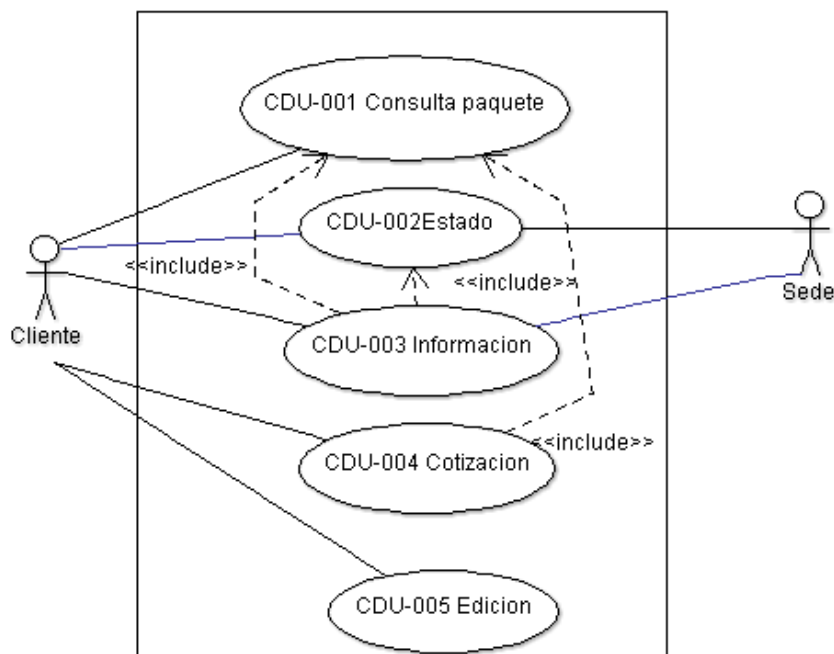 CDU-001 Consulta paquete
CDU-002Estado
<<include>>
<<include>>
Sede
Cliente
CDU-003 Informacion
<<include>>
CDU-004 Cotizacion
CDU-005 Edicion